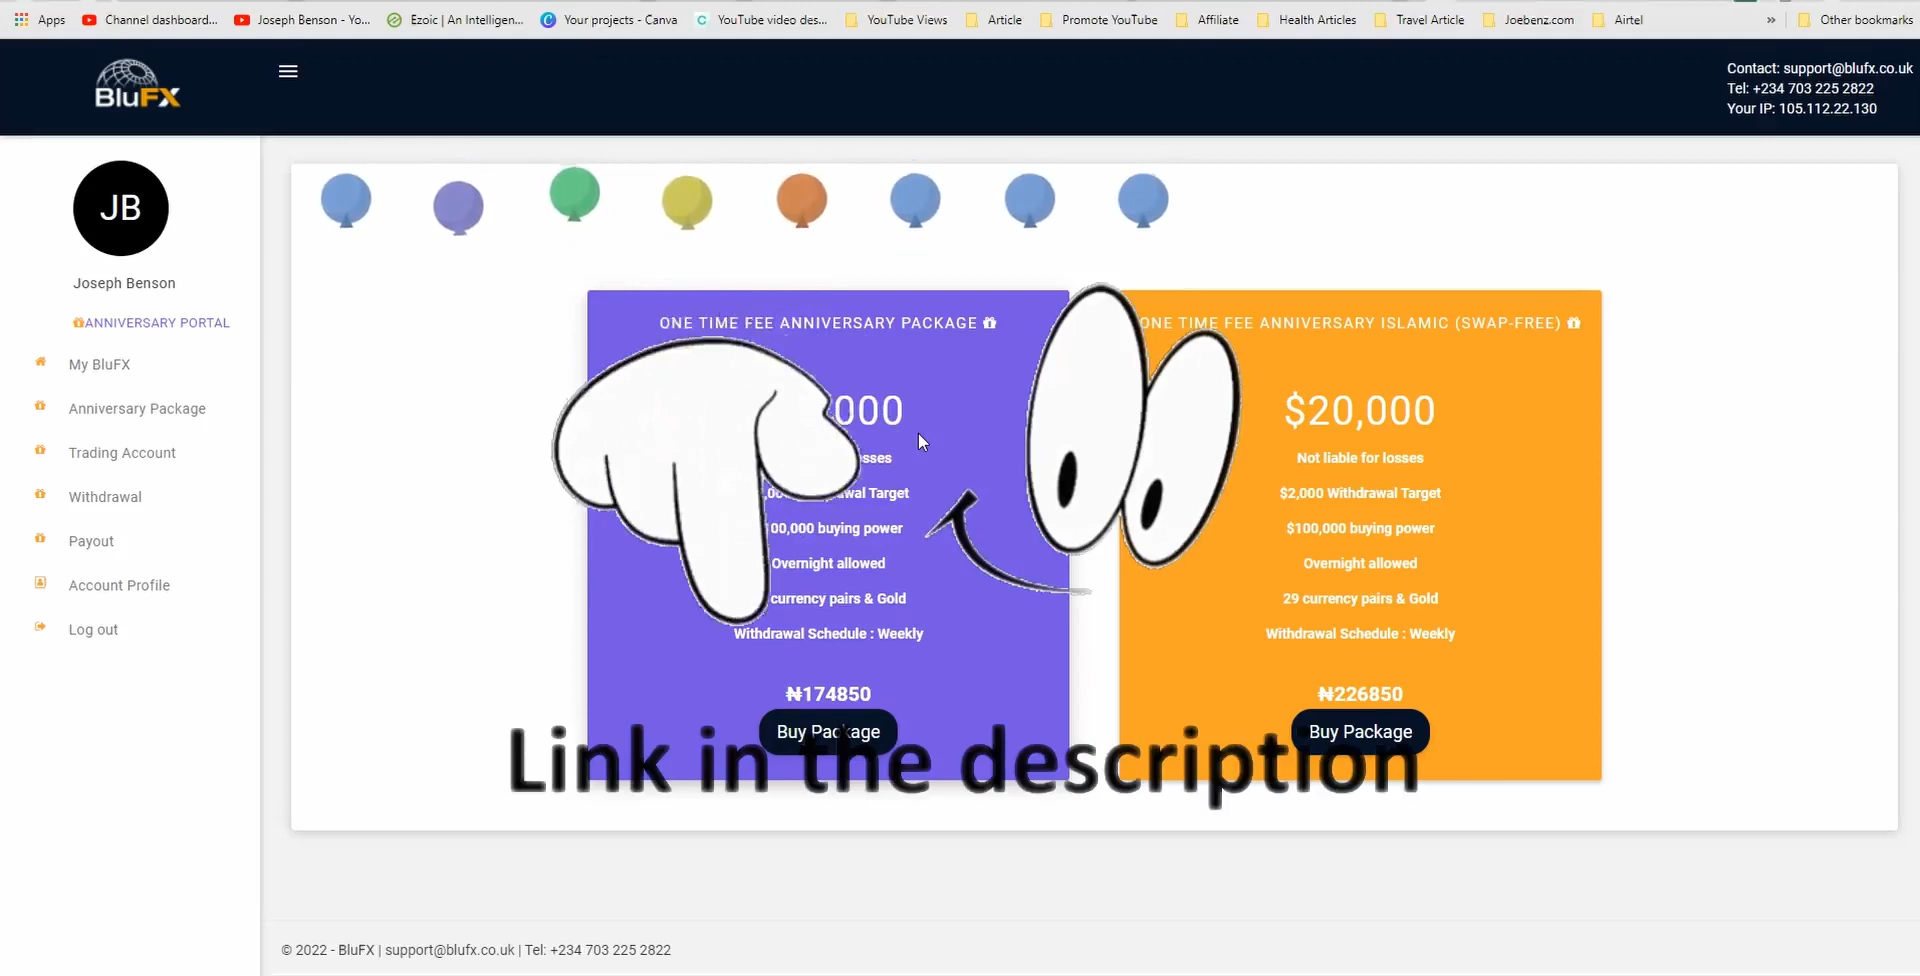 Apps Channel dashboard... Joseph Benson - Yo... Ezoic | An Intelligen... Your projects - Canva YouTube video des... YouTube Views Article Promote YouTube Affiliate Health Articles Travel Article Joebenz.com Airtel » Other bookmarks
BluFX
Contact: support@blufx.co.uk
Tel: +234 703 225 2822
Your IP: 105.112.22.130
JB
Joseph Benson
ANNIVERSARY PORTAL
My BluFX
Anniversary Package
Trading Account
Withdrawal
Payout
Account Profile
Log out
ONE TIME FEE ANNIVERSARY PACKAGE
000
sses
wal Target
00,000 buying power
Overnight allowed
currency pairs & Gold
Withdrawal Schedule : Weekly
₦174850
Buy Package
ONE TIME FEE ANNIVERSARY ISLAMIC (SWAP-FREE)
$20,000
Not liable for losses
$2,000 Withdrawal Target
$100,000 buying power
Overnight allowed
29 currency pairs & Gold
Withdrawal Schedule : Weekly
₦226850
Buy Package
Link in the description
© 2022 - BluFX | support@blufx.co.uk | Tel: +234 703 225 2822